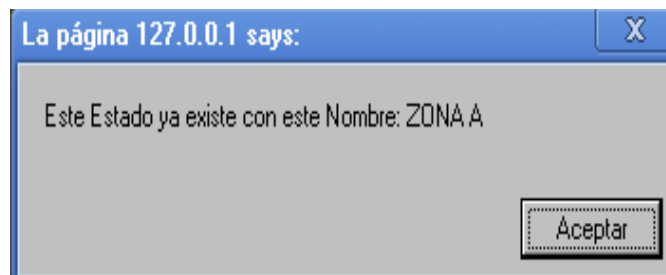 La página 127.0.0.1 says:
X
Este Estado ya existe con este Nombre: ZONA A
Aceptar